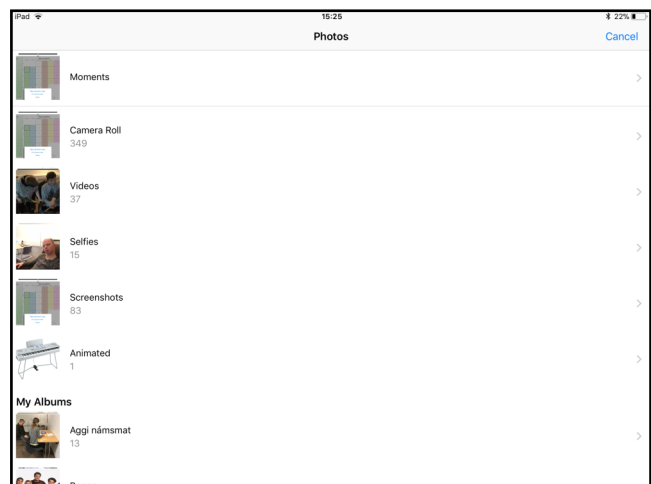 iPad 15:25 22%
Photos Cancel
Moments
Camera Roll
349
Videos
37
Selfies
15
Screenshots
83
Animated
1
My Albums
Aggi námsmat
13